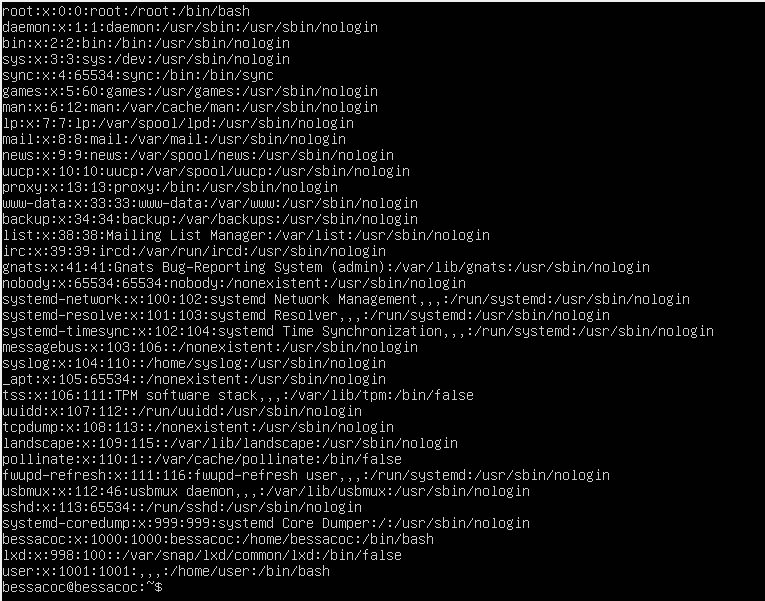 root:x:0:0:root:/root:/bin/bash
daemon:x:1:1:daemon:/usr/sbin:/usr/sbin/nologin
bin:x:2:2:bin:/bin:/usr/sbin/nologin
sys:x:3:3:sys:/dev:/usr/sbin/nologin
sync:x:4:65534:sync:/bin:/bin/sync
games:x:5:60:games:/usr/games:/usr/sbin/nologin
man:x:6:12:man:/var/cache/man:/usr/sbin/nologin
lp:x:7:7:lp:/var/spool/lpd:/usr/sbin/nologin
mail:x:8:8:mail:/var/mail:/usr/sbin/nologin
news:x:9:9:news:/var/spool/news:/usr/sbin/nologin
uucp:x:10:10:uucp:/var/spool/uucp:/usr/sbin/nologin
proxy:x:13:13:proxy:/bin:/usr/sbin/nologin
www-data:x:33:33:www-data:/var/www:/usr/sbin/nologin
backup:x:34:34:backup:/var/backups:/usr/sbin/nologin
list:x:38:38:Mailing List Manager:/var/list:/usr/sbin/nologin
irc:x:39:39:ircd:/var/run/ircd:/usr/sbin/nologin
gnats:x:41:41:Gnats Bug-Reporting System (admin):/var/lib/gnats:/usr/sbin/nologin
nobody:x:65534:65534:nobody:/nonexistent:/usr/sbin/nologin
systemd-network:x:100:102:systemd Network Management,,,:/run/systemd:/usr/sbin/nologin
systemd-resolve:x:101:103:systemd Resolver,,,:/run/systemd:/usr/sbin/nologin
systemd-timesync:x:102:104:systemd Time Synchronization,,,:/run/systemd:/usr/sbin/nologin
messagebus:x:103:106::/nonexistent:/usr/sbin/nologin
syslog:x:104:110::/home/syslog:/usr/sbin/nologin
_apt:x:105:65534::/nonexistent:/usr/sbin/nologin
tss:x:106:111:TPM software stack,,,:/var/lib/tpm:/bin/false
uuidd:x:107:112::/run/uuidd:/usr/sbin/nologin
tcpdump:x:108:113::/nonexistent:/usr/sbin/nologin
landscape:x:109:115::/var/lib/landscape:/usr/sbin/nologin
pollinate:x:110:1::/var/cache/pollinate:/bin/false
fwupd-refresh:x:111:116:fwupd-refresh user,,,:/run/systemd:/usr/sbin/nologin
usbmux:x:112:46:usbmux daemon,,,:/var/lib/usbmux:/usr/sbin/nologin
sshd:x:113:65534::/run/sshd:/usr/sbin/nologin
systemd-coredump:x:999:999:systemd Core Dumper:/:/usr/sbin/nologin
bessacoc:x:1000:1000:bessacoc:/home/bessacoc:/bin/bash
lxd:x:998:100::/var/snap/lxd/common/lxd:/bin/false
user:x:1001:1001:,,,:/home/user:/bin/bash
bessacoc@bessacoc:~$